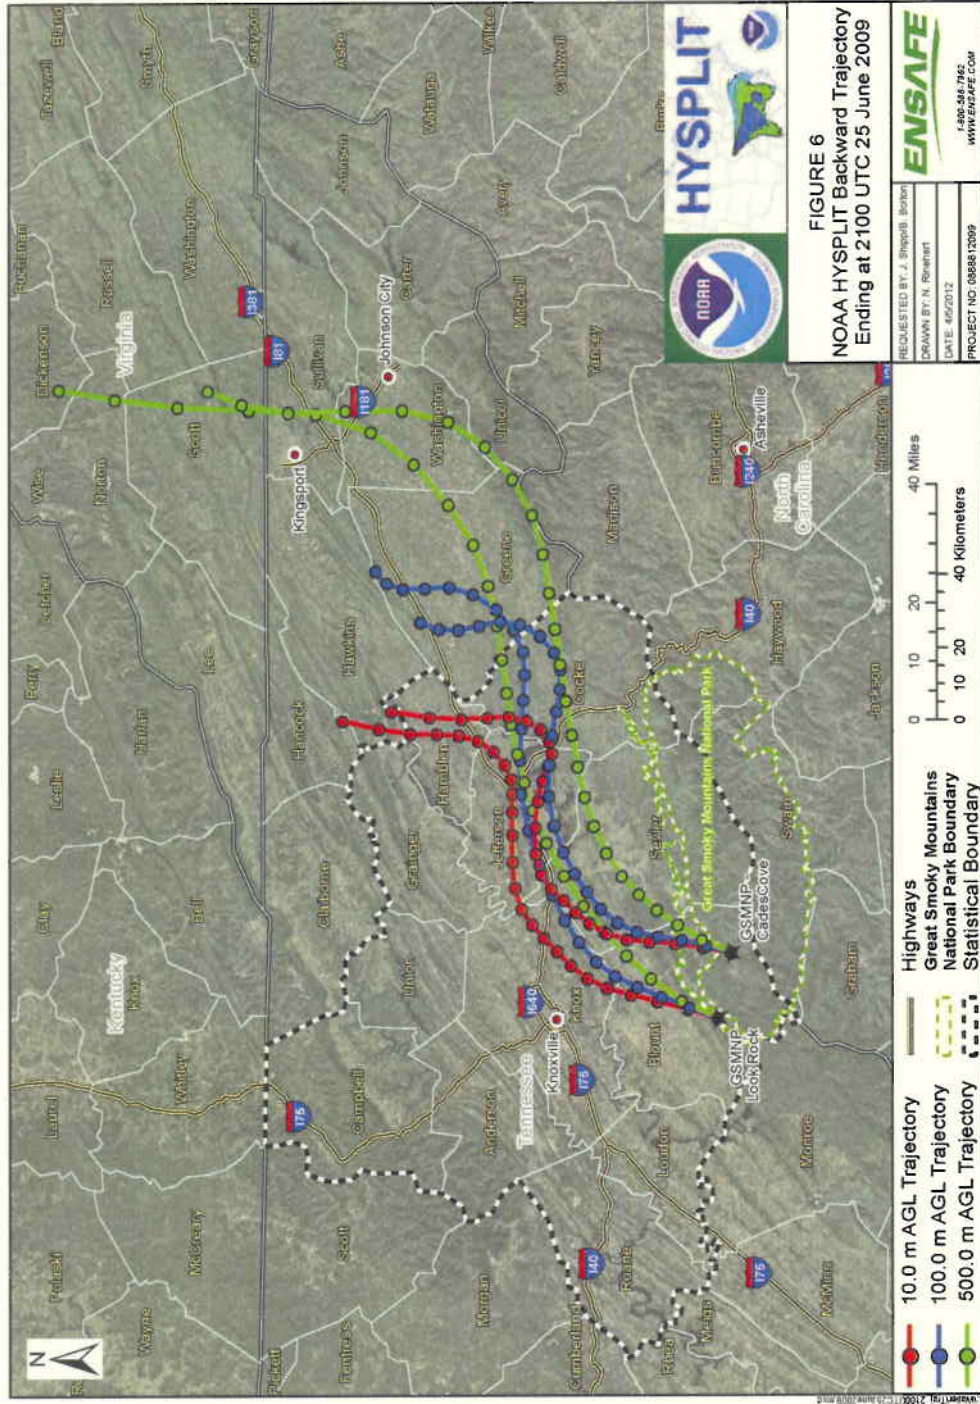 N
Pulaski
Laurel
Clay
Leslie
Perry
Letcher
Wise
Dickenson
Buchanan
Tazewell
Bland
Wayne
McCreary
Whitley
Kentucky
Knox
Bell
Harlan
Lee
Norton
Scott
Virginia
Russell
Washington
Smyth
Grayson
Pickett
Fentress
Scott
I75
Campbell
Claiborne
Hancock
Hawkins
Kingsport
Sullivan
I81
I381
I181
Johnson City
Johnson
Ashe
Carter
Watauga
Wilkes
Caldwell
Morgan
Anderson
Union
Grainger
Hamblen
Jefferson
Greene
Washington
Unicoi
Mitchell
Avery
Tennessee
I640
Knoxville
Knox
I75
Cumberland
I40
Roane
Loudon
Blount
Sevier
Cocke
Madison
Yancey
Rhea
Meigs
McMinn
I75
Monroe
GSMNP
Look Rock
GSMNP
CadesCove
Great Smoky Mountains National Park
Swain
Graham
Haywood
Jackson
I40
I240
Buncombe
Asheville
North
Carolina
Henderson
10.0 m AGL Trajectory
100.0 m AGL Trajectory
500.0 m AGL Trajectory
Highways
Great Smoky Mountains
National Park Boundary
Statistical Boundary
0 10 20 40 Miles
0 10 20 40 Kilometers
NOAA
HYSPLIT
FIGURE 6
NOAA HYSPLIT Backward Trajectory
Ending at 2100 UTC 25 June 2009
REQUESTED BY: J. Shipp/B. Bolton
DRAWN BY: N. Rinehart
DATE: 4/5/2012
PROJECT NO: 0888812099
ENSAFE
1-800-588-7962
WWW.ENSAFE.COM